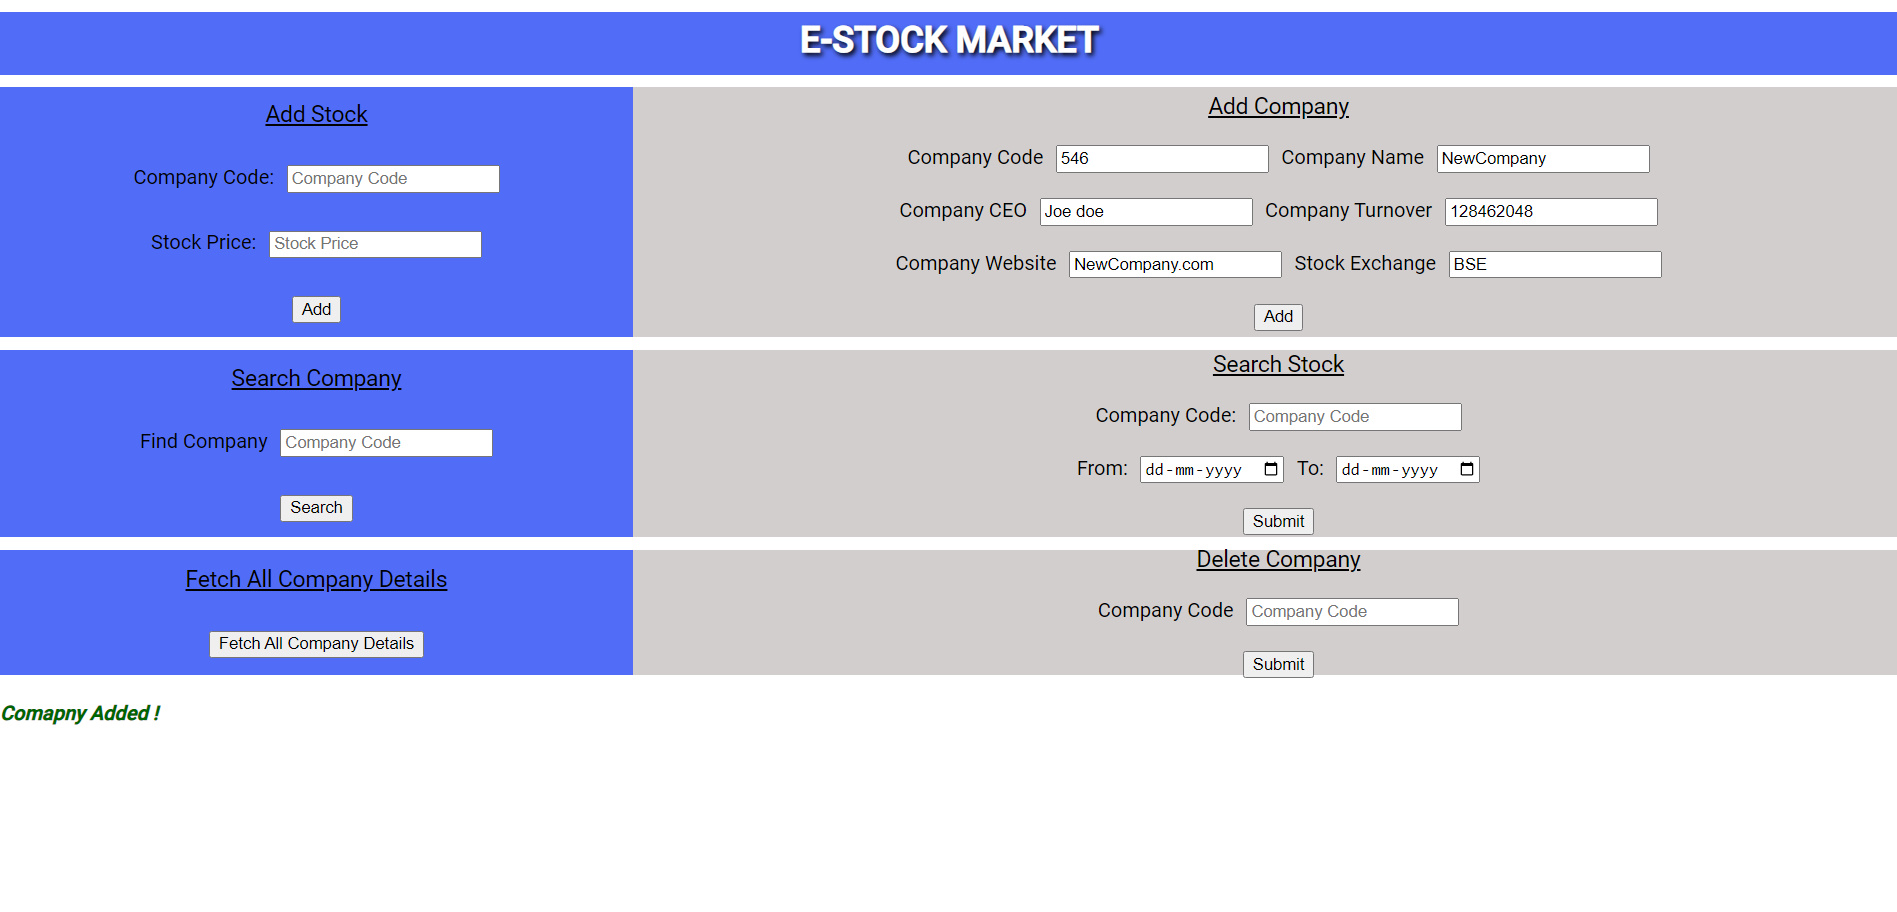 E-STOCK MARKET
Add Stock
Company Code: Company Code
Stock Price: Stock Price
Add
Add Company
Company Code 546 Company Name NewCompany
Company CEO Joe doe Company Turnover 128462048
Company Website NewCompany.com Stock Exchange BSE
Add
Search Company
Find Company Company Code
Search
Search Stock
Company Code: Company Code
From: dd-mm-yyyy To: dd-mm-yyyy
Submit
Fetch All Company Details
Fetch All Company Details
Delete Company
Company Code Company Code
Submit
Comapny Added !